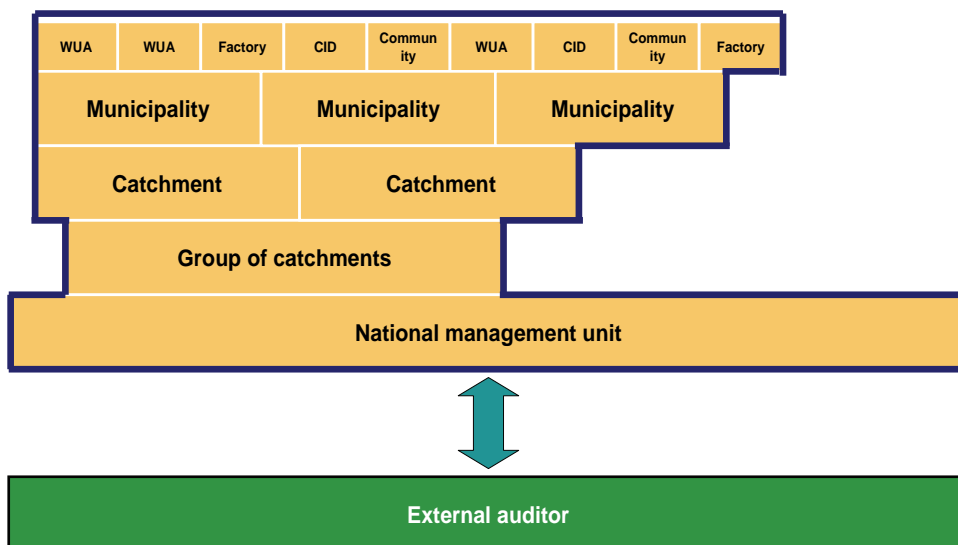 WUA WUA Factory CID Commun WUA CID Commun Factory
ity ity
Municipality Municipality Municipality
Catchment Catchment
Group of catchments
National management unit
External auditor